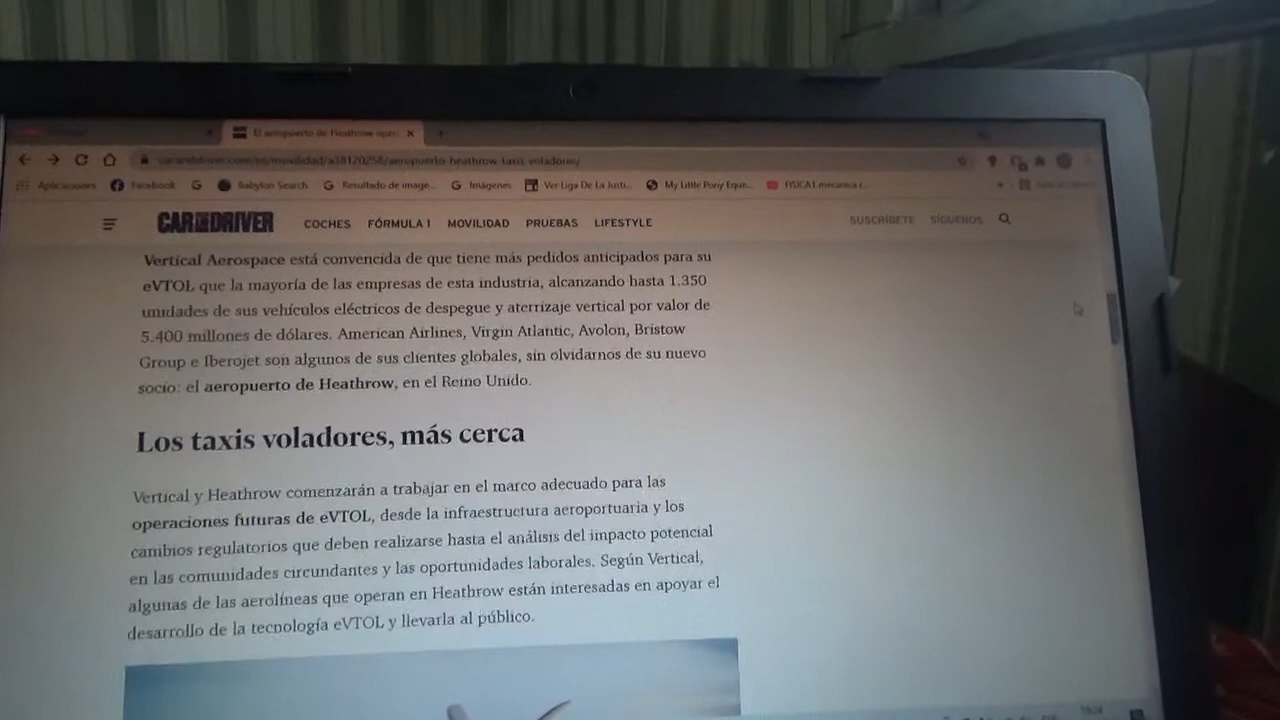 El aeropuerto de Heathrow oper
caranddriver.com/es/movilidad/a38120258/aeropuerto-heathrow-taxis-voladores/
Aplicaciones Facebook G Babylon Search G Resultado de image... G Imágenes Ver Liga De La Justi... My Little Pony Eque... FISICA1 mecanica c...
CAR AND DRIVER COCHES FÓRMULA 1 MOVILIDAD PRUEBAS LIFESTYLE SUSCRÍBETE SÍGUENOS
Vertical Aerospace está convencida de que tiene más pedidos anticipados para su
eVTOL que la mayoría de las empresas de esta industria, alcanzando hasta 1.350
unidades de sus vehículos eléctricos de despegue y aterrizaje vertical por valor de
5.400 millones de dólares. American Airlines, Virgin Atlantic, Avolon, Bristow
Group e Iberojet son algunos de sus clientes globales, sin olvidarnos de su nuevo
socio: el aeropuerto de Heathrow, en el Reino Unido.
Los taxis voladores, más cerca
Vertical y Heathrow comenzarán a trabajar en el marco adecuado para las
operaciones futuras de eVTOL, desde la infraestructura aeroportuaria y los
cambios regulatorios que deben realizarse hasta el análisis del impacto potencial
en las comunidades circundantes y las oportunidades laborales. Según Vertical,
algunas de las aerolíneas que operan en Heathrow están interesadas en apoyar el
desarrollo de la tecnología eVTOL y llevarla al público.